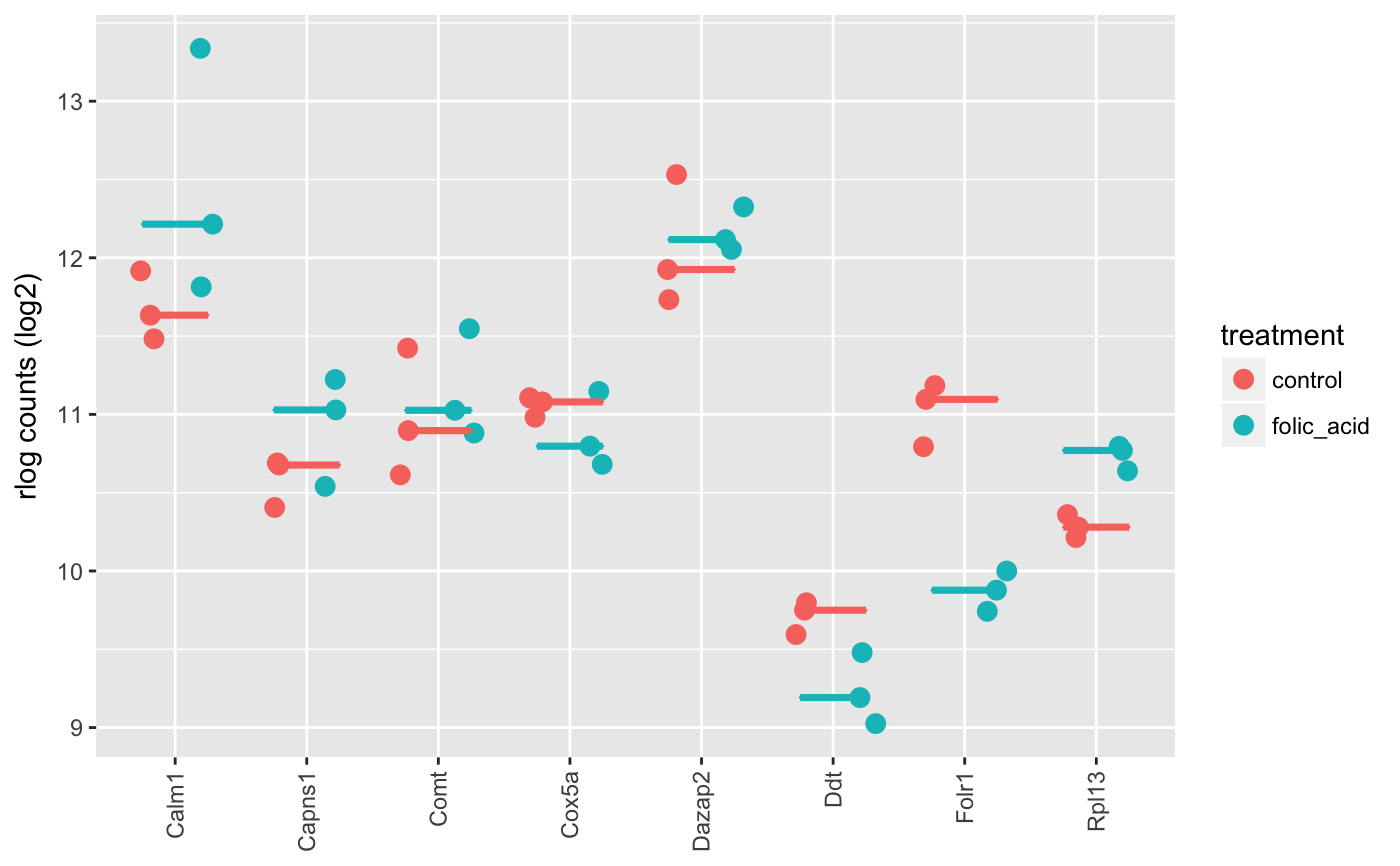 rlog counts (log2)
13
12
11
10
9
Calm1
Capns1
Comt
Cox5a
Dazap2
Ddt
Folr1
Rpl13
treatment
control
folic_acid